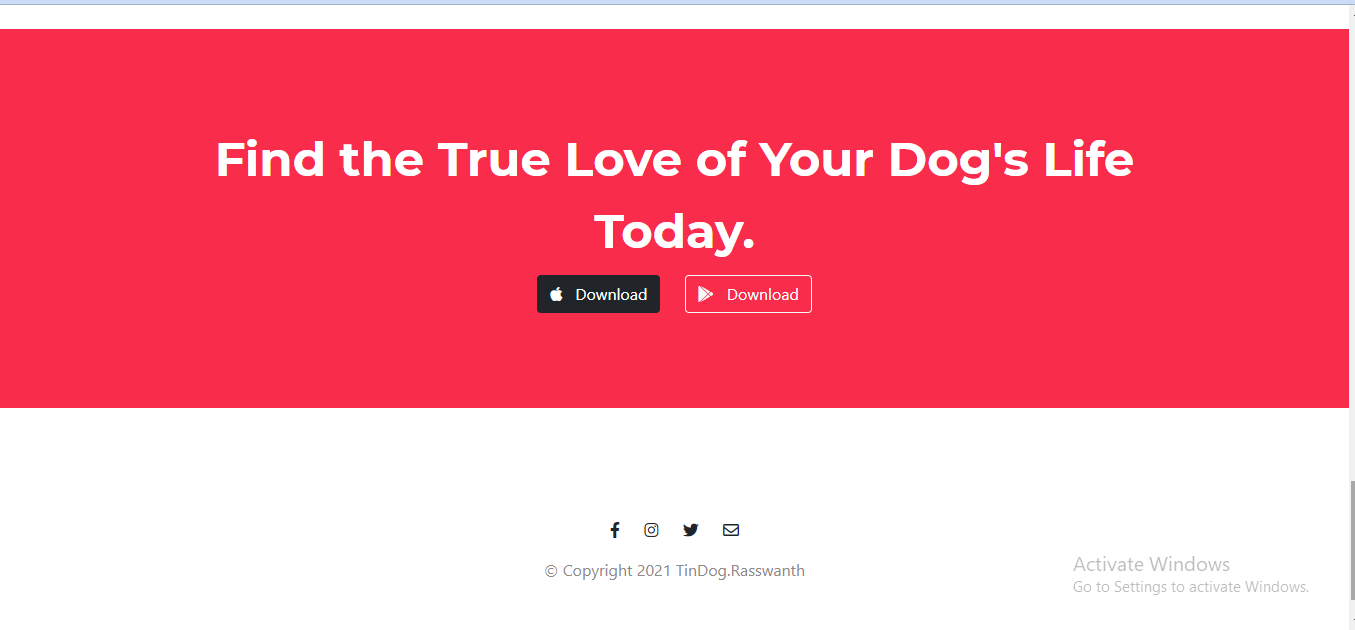 Find the True Love of Your Dog's Life
Today.
Download
Download
© Copyright 2021 TinDog.Rasswanth
Activate Windows
Go to Settings to activate Windows.